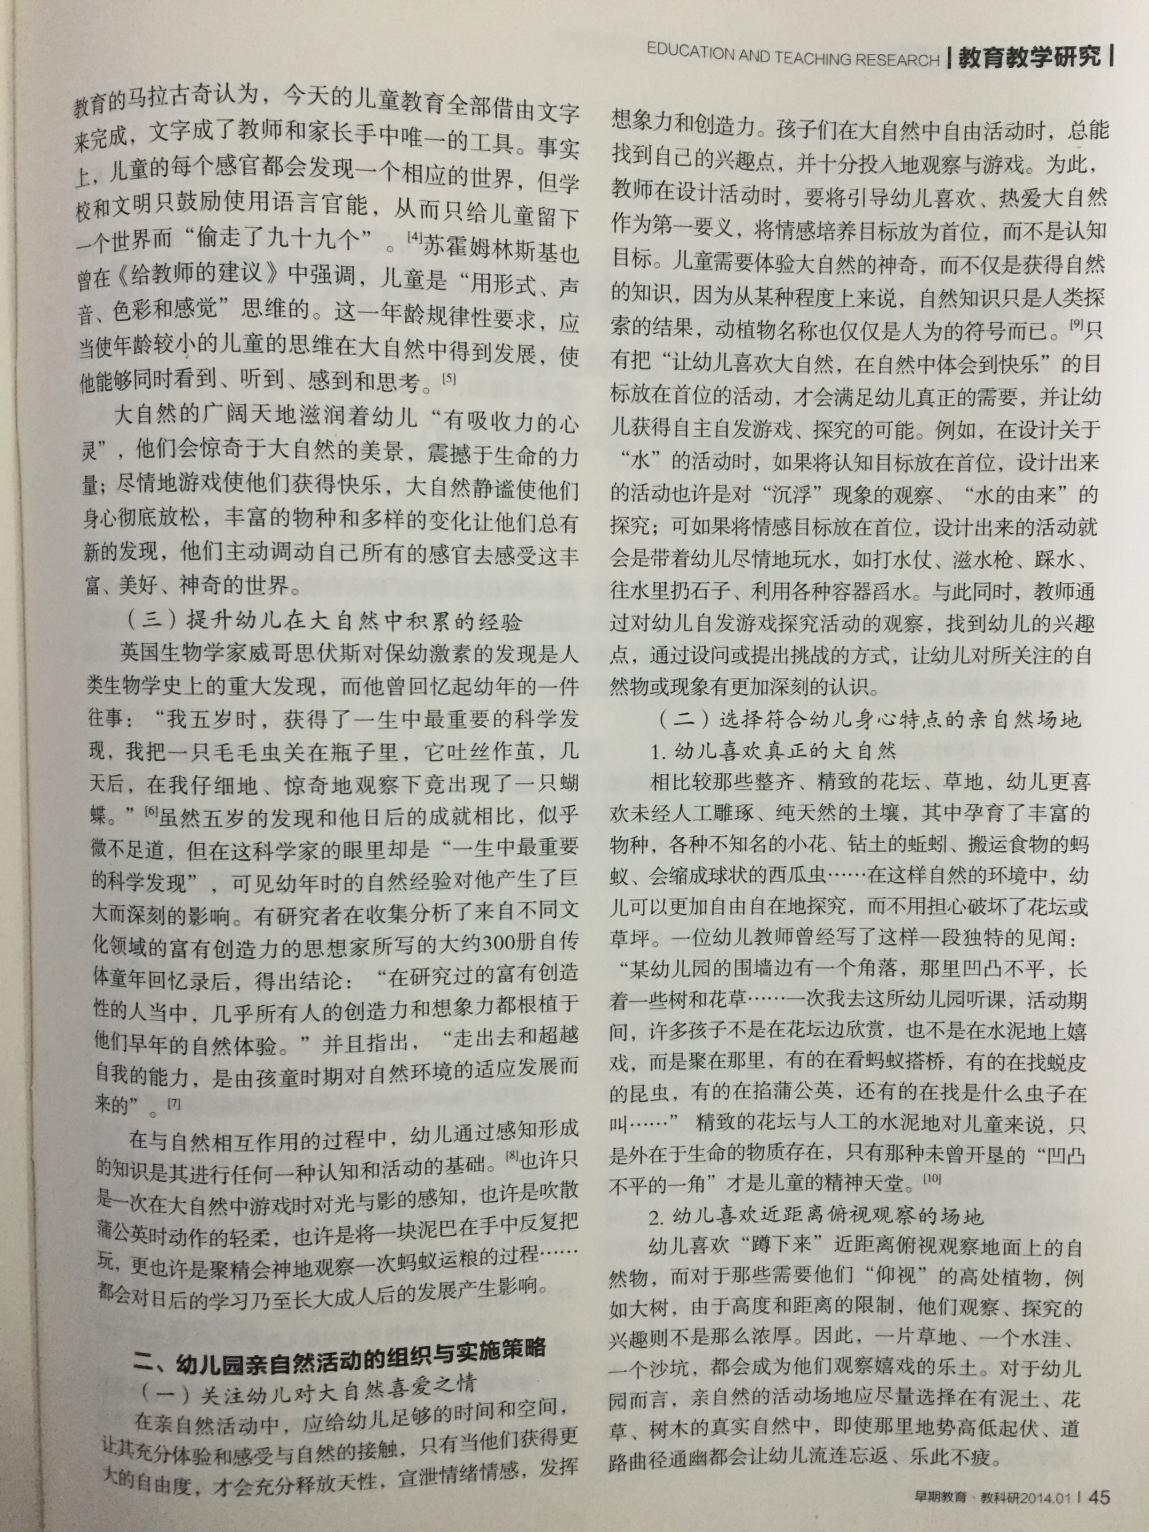 EDUCATION AND TEACHING RESEARCH | 教育教学研究 |
教育的马拉古奇认为，今天的儿童教育全部借由文字
来完成，文字成了教师和家长手中唯一的工具。事实
上，儿童的每个感官都会发现一个相应的世界，但学
校和文明只鼓励使用语言官能，从而只给儿童留下
一个世界而“偷走了九十九个”。[4]苏霍姆林斯基也
曾在《给教师的建议》中强调，儿童是“用形式、声
音、色彩和感觉”思维的。这一年龄规律性要求，应
当使年龄较小的儿童的思维在大自然中得到发展，使
他能够同时看到、听到、感到和思考。[5]
大自然的广阔天地滋润着幼儿“有吸收力的心
灵”，他们会惊奇于大自然的美景，震撼于生命的力
量；尽情地游戏使他们获得快乐，大自然静谧使他们
身心彻底放松，丰富的物种和多样的变化让他们总有
新的发现，他们主动调动自己所有的感官去感受这丰
富、美好、神奇的世界。
（三）提升幼儿在大自然中积累的经验
英国生物学家威哥思伏斯对保幼激素的发现是人
类生物学史上的重大发现，而他曾回忆起幼年的一件
往事：“我五岁时，获得了一生中最重要的科学发
现，我把一只毛毛虫关在瓶子里，它吐丝作茧，几
天后，在我仔细地、惊奇地观察下竟出现了一只蝴
蝶。”[6]虽然五岁的发现和他日后的成就相比，似乎
微不足道，但在这科学家的眼里却是“一生中最重要
的科学发现”，可见幼年时的自然经验对他产生了巨
大而深刻的影响。有研究者在收集分析了来自不同文
化领域的富有创造力的思想家所写的大约300册自传
体童年回忆录后，得出结论：“在研究过的富有创造
性的人当中，几乎所有人的创造力和想象力都根植于
他们早年的自然体验。”并且指出，“走出去和超越
自我的能力，是由孩童时期对自然环境的适应发展而
来的”。[7]
在与自然相互作用的过程中，幼儿通过感知形成
的知识是其进行任何一种认知和活动的基础。[8]也许只
是一次在大自然中游戏时对光与影的感知，也许是吹散
蒲公英时动作的轻柔，也许是将一块泥巴在手中反复把
玩，更也许是聚精会神地观察一次蚂蚁运粮的过程……
都会对日后的学习乃至长大成人后的发展产生影响。
二、幼儿园亲自然活动的组织与实施策略
（一）关注幼儿对大自然喜爱之情
在亲自然活动中，应给幼儿足够的时间和空间，
让其充分体验和感受与自然的接触，只有当他们获得更
大的自由度，才会充分释放天性，宣泄情绪情感，发挥
想象力和创造力。孩子们在大自然中自由活动时，总能
找到自己的兴趣点，并十分投入地观察与游戏。为此，
教师在设计活动时，要将引导幼儿喜欢、热爱大自然
作为第一要义，将情感培养目标放为首位，而不是认知
目标。儿童需要体验大自然的神奇，而不仅是获得自然
的知识，因为从某种程度上来说，自然知识只是人类探
索的结果，动植物名称也仅仅是人为的符号而已。[9]只
有把“让幼儿喜欢大自然，在自然中体会到快乐”的目
标放在首位的活动，才会满足幼儿真正的需要，并让幼
儿获得自主自发游戏、探究的可能。例如，在设计关于
“水”的活动时，如果将认知目标放在首位，设计出来
的活动也许是对“沉浮”现象的观察、“水的由来”的
探究；可如果将情感目标放在首位，设计出来的活动就
会是带着幼儿尽情地玩水，如打水仗、滋水枪、踩水、
往水里扔石子、利用各种容器舀水。与此同时，教师通
过对幼儿自发游戏探究活动的观察，找到幼儿的兴趣
点，通过设问或提出挑战的方式，让幼儿对所关注的自
然物或现象有更加深刻的认识。
（二）选择符合幼儿身心特点的亲自然场地
1. 幼儿喜欢真正的大自然
相比较那些整齐、精致的花坛、草地，幼儿更喜
欢未经人工雕琢、纯天然的土壤，其中孕育了丰富的
物种，各种不知名的小花、钻土的蚯蚓、搬运食物的蚂
蚁、会缩成球状的西瓜虫……在这样自然的环境中，幼
儿可以更加自由自在地探究，而不用担心破坏了花坛或
草坪。一位幼儿教师曾经写了这样一段独特的见闻：
“某幼儿园的围墙边有一个角落，那里凹凸不平，长
着一些树和花草……一次我去这所幼儿园听课，活动期
间，许多孩子不是在花坛边欣赏，也不是在水泥地上嬉
戏，而是聚在那里，有的在看蚂蚁搭桥，有的在找蜕皮
的昆虫，有的在掐蒲公英，还有的在找是什么虫子在
叫……” 精致的花坛与人工的水泥地对儿童来说，只
是外在于生命的物质存在，只有那种未曾开垦的“凹凸
不平的一角”才是儿童的精神天堂。[10]
2. 幼儿喜欢近距离俯视观察的场地
幼儿喜欢“蹲下来”近距离俯视观察地面上的自
然物，而对于那些需要他们“仰视”的高处植物，例
如大树，由于高度和距离的限制，他们观察、探究的
兴趣则不是那么浓厚。因此，一片草地、一个水洼、
一个沙坑，都会成为他们观察嬉戏的乐土。对于幼儿
园而言，亲自然的活动场地应尽量选择在有泥土、花
草、树木的真实自然中，即使那里地势高低起伏、道
路曲径通幽都会让幼儿流连忘返、乐此不疲。
早期教育·教科研2014.01 | 45